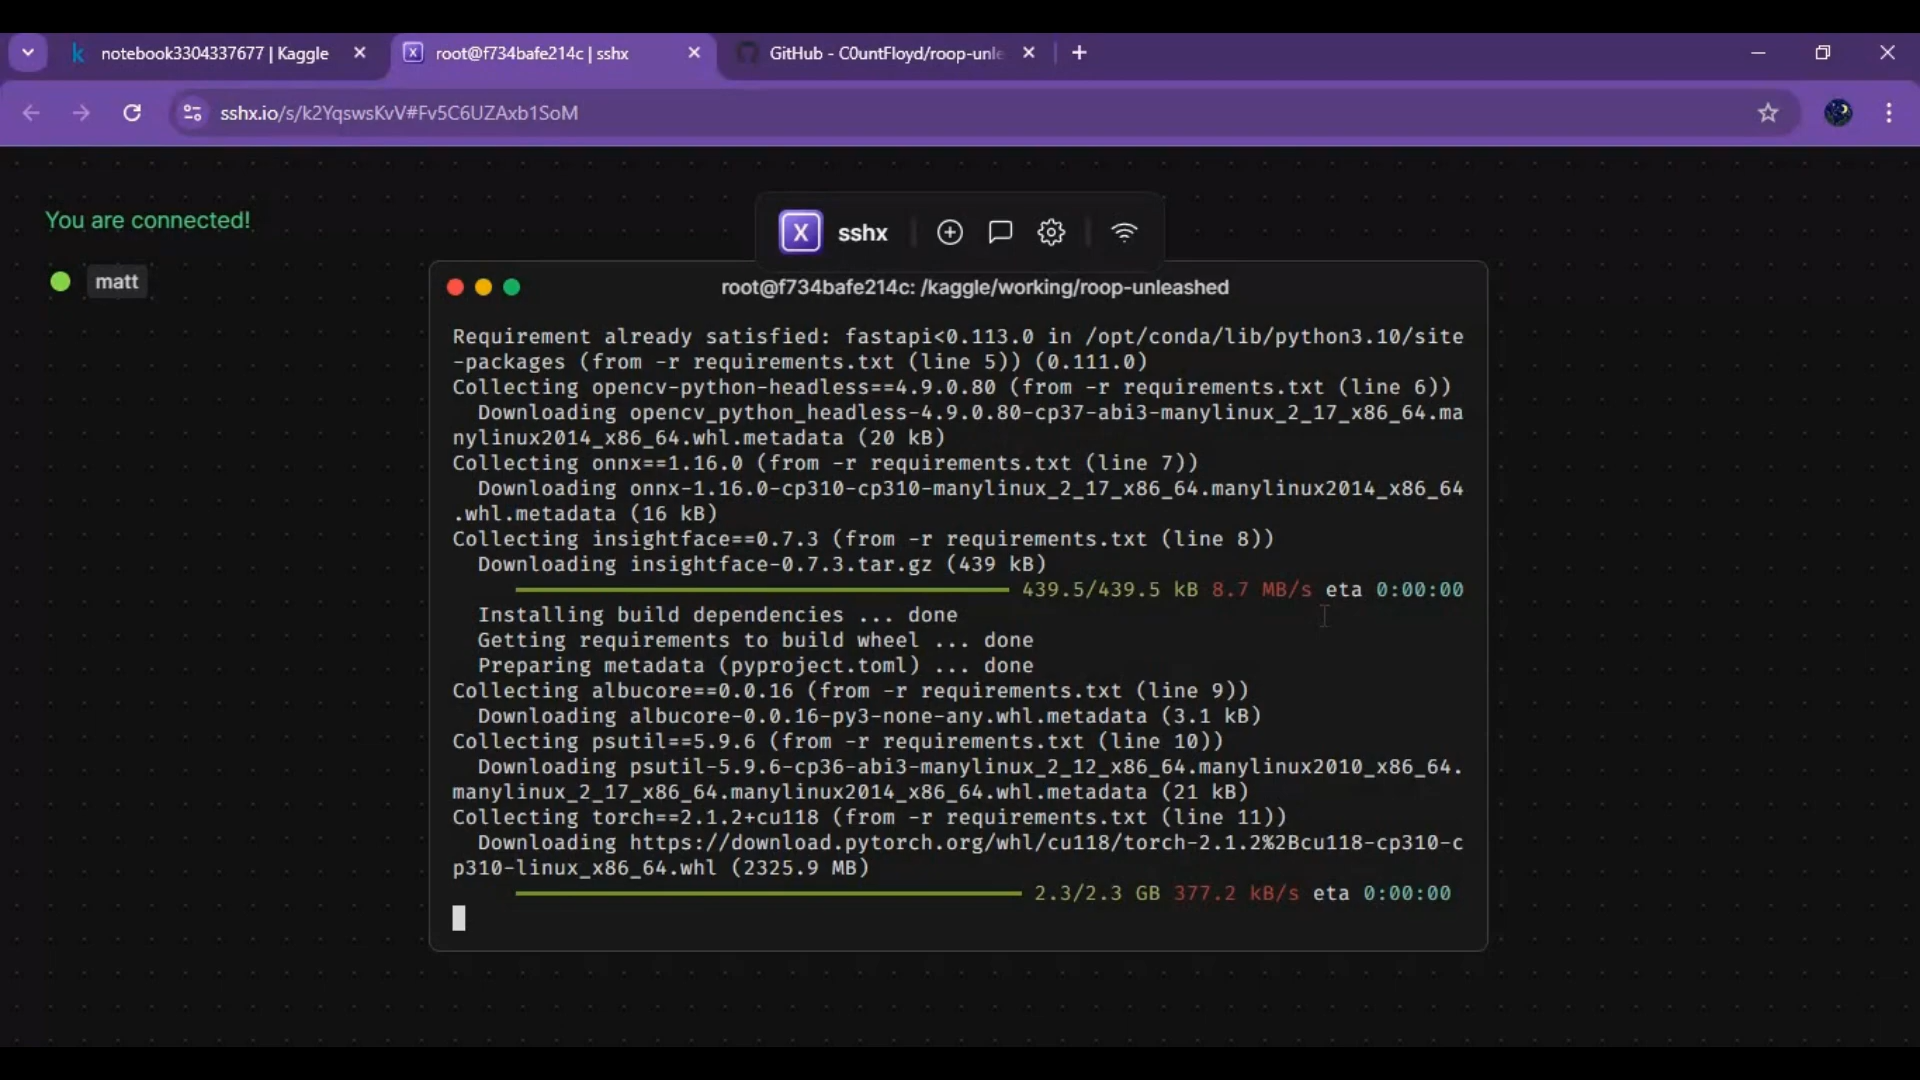 notebook3304337677 | Kaggle
root@f734bafe214c | sshx
GitHub - C0untFloyd/roop-unle
sshx.io/s/k2YqswsKvV#Fv5C6UZAxb1SoM
You are connected!
X sshx
matt
root@f734bafe214c: /kaggle/working/roop-unleashed
Requirement already satisfied: fastapi<0.113.0 in /opt/conda/lib/python3.10/site
-packages (from -r requirements.txt (line 5)) (0.111.0)
Collecting opencv-python-headless==4.9.0.80 (from -r requirements.txt (line 6))
Downloading opencv_python_headless-4.9.0.80-cp37-abi3-manylinux_2_17_x86_64.ma
nylinux2014_x86_64.whl.metadata (20 kB)
Collecting onnx==1.16.0 (from -r requirements.txt (line 7))
Downloading onnx-1.16.0-cp310-cp310-manylinux_2_17_x86_64.manylinux2014_x86_64
.whl.metadata (16 kB)
Collecting insightface==0.7.3 (from -r requirements.txt (line 8))
Downloading insightface-0.7.3.tar.gz (439 kB)
439.5/439.5 kB 8.7 MB/s eta 0:00:00
Installing build dependencies ... done
Getting requirements to build wheel ... done
Preparing metadata (pyproject.toml) ... done
Collecting albucore==0.0.16 (from -r requirements.txt (line 9))
Downloading albucore-0.0.16-py3-none-any.whl.metadata (3.1 kB)
Collecting psutil==5.9.6 (from -r requirements.txt (line 10))
Downloading psutil-5.9.6-cp36-abi3-manylinux_2_12_x86_64.manylinux2010_x86_64.
manylinux_2_17_x86_64.manylinux2014_x86_64.whl.metadata (21 kB)
Collecting torch==2.1.2+cu118 (from -r requirements.txt (line 11))
Downloading https://download.pytorch.org/whl/cu118/torch-2.1.2%2Bcu118-cp310-c
p310-linux_x86_64.whl (2325.9 MB)
2.3/2.3 GB 377.2 kB/s eta 0:00:00